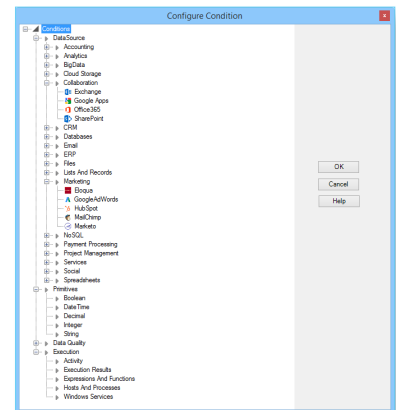 Configure Condition
x
Conditions
DataSource
Accounting
Analytics
BigData
Cloud Storage
Collaboration
Exchange
Google Apps
Office365
SharePoint
CRM
Databases
Email
ERP
Files
Lists And Records
Marketing
Eloqua
GoogleAdWords
HubSpot
MailChimp
Marketo
NoSQL
Payment Processing
Project Management
Services
Social
Spreadsheets
Primitives
Boolean
DateTime
Decimal
Integer
String
Data Quality
Execution
Activity
Execution Results
Expressions And Functions
Hosts And Processes
Windows Services
OK
Cancel
Help